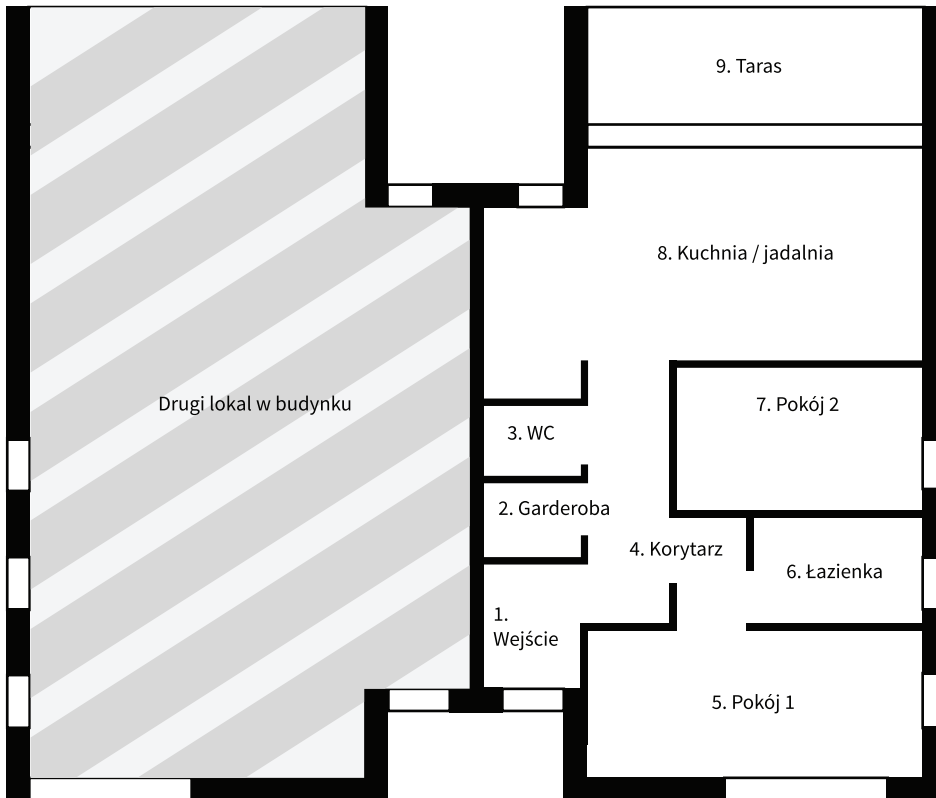 9. Taras
8. Kuchnia / jadalnia
Drugi lokal w budynku
7. Pokój 2
3. WC
2. Garderoba
4. Korytarz
6. Łazienka
1.
Wejście
5. Pokój 1